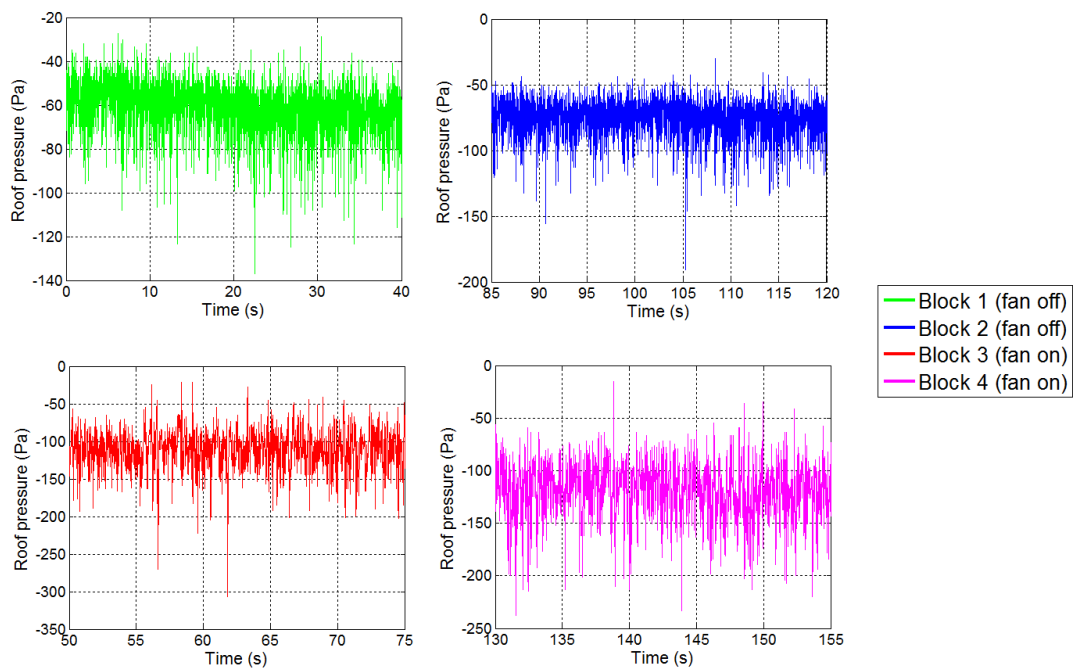 -20
-40
-60
-80
-100
-120
-140
Roof pressure (Pa)
0 10 20 30 40
Time (s)
0
-50
-100
-150
-200
Roof pressure (Pa)
85 90 95 100 105 110 115 120
Time (s)
Block 1 (fan off)
Block 2 (fan off)
Block 3 (fan on)
Block 4 (fan on)
0
-50
-100
-150
-200
-250
-300
-350
Roof pressure (Pa)
50 55 60 65 70 75
Time (s)
0
-50
-100
-150
-200
-250
Roof pressure (Pa)
130 135 140 145 150 155
Time (s)